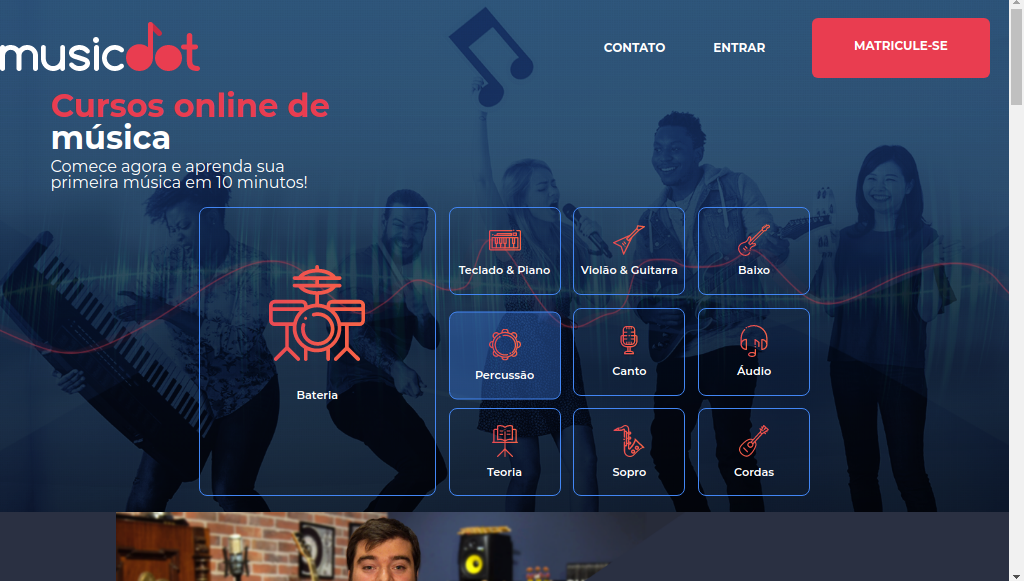 musicdot
CONTATO
ENTRAR
MATRICULE-SE
Cursos online de
música
Comece agora e aprenda sua
primeira música em 10 minutos!
Bateria
Teclado & Piano
Violão & Guitarra
Baixo
Percussão
Canto
Áudio
Teoria
Sopro
Cordas